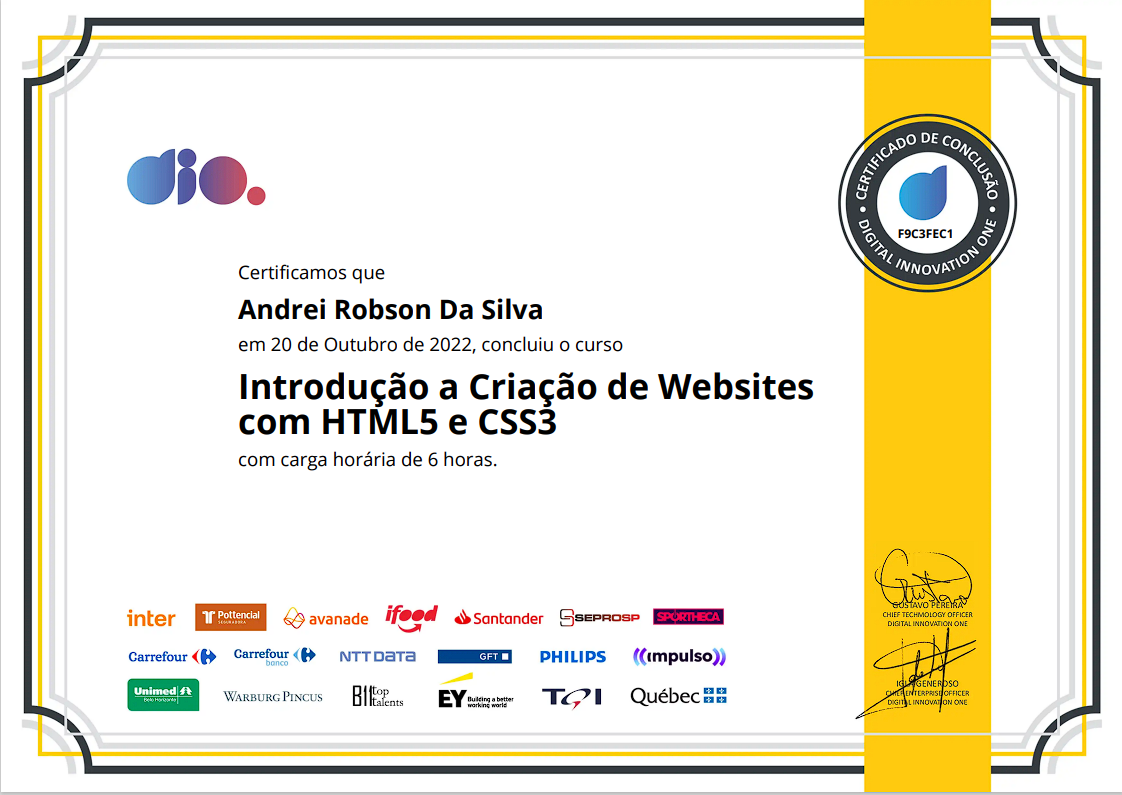 dio.
CERTIFICADO DE CONCLUSÃO
F9C3FEC1
DIGITAL INNOVATION ONE
Certificamos que
Andrei Robson Da Silva
em 20 de Outubro de 2022, concluiu o curso
Introdução a Criação de Websites
com HTML5 e CSS3
com carga horária de 6 horas.
inter Pottencial SEGURADORA avanade ifood Santander SEPROSP SPORTHECA
Carrefour Carrefour banco NTT DATA GFT PHILIPS impulso
Unimed Belo Horizonte WARBURG PINCUS BII top talents EY Building a better working world TQI Québec
GUSTAVO PEREIRA
CHIEF TECHNOLOGY OFFICER
DIGITAL INNOVATION ONE
GENEROSO
CHIEF ENTERPRISE OFFICER
DIGITAL INNOVATION ONE